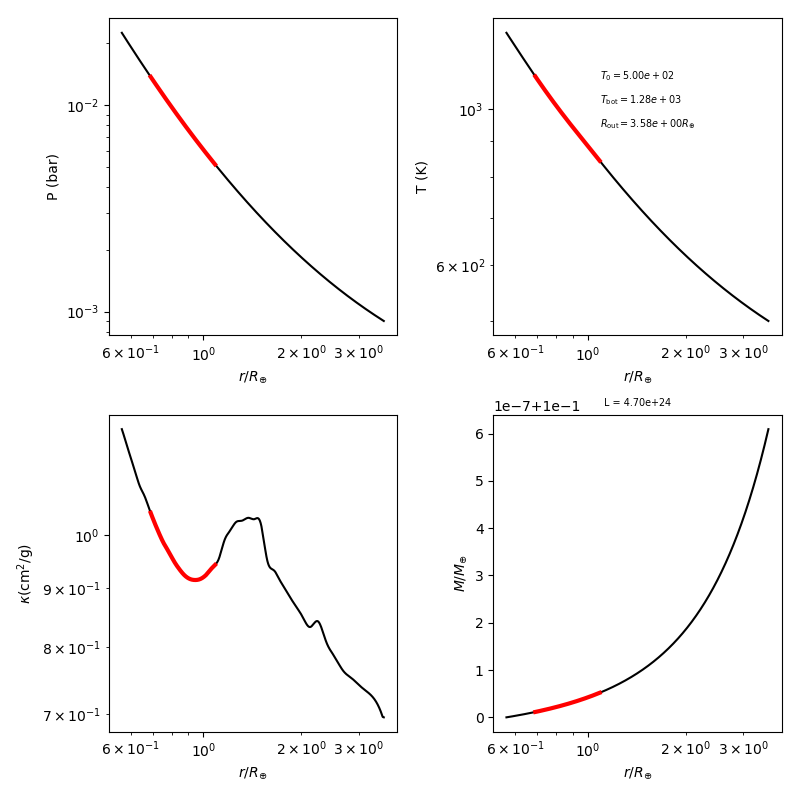 P (bar)
10⁻²
10⁻³
6 × 10⁻¹ 10⁰ 2 × 10⁰ 3 × 10⁰
r/R⊕
T (K)
10³
6 × 10²
T₀ = 5.00e + 02
T_bot = 1.28e + 03
R_out = 3.58e + 00R⊕
6 × 10⁻¹ 10⁰ 2 × 10⁰ 3 × 10⁰
r/R⊕
κ(cm²/g)
10⁰
9 × 10⁻¹
8 × 10⁻¹
7 × 10⁻¹
6 × 10⁻¹ 10⁰ 2 × 10⁰ 3 × 10⁰
r/R⊕
1e-7+1e-1
L = 4.70e+24
M/M⊕
6
5
4
3
2
1
0
6 × 10⁻¹ 10⁰ 2 × 10⁰ 3 × 10⁰
r/R⊕